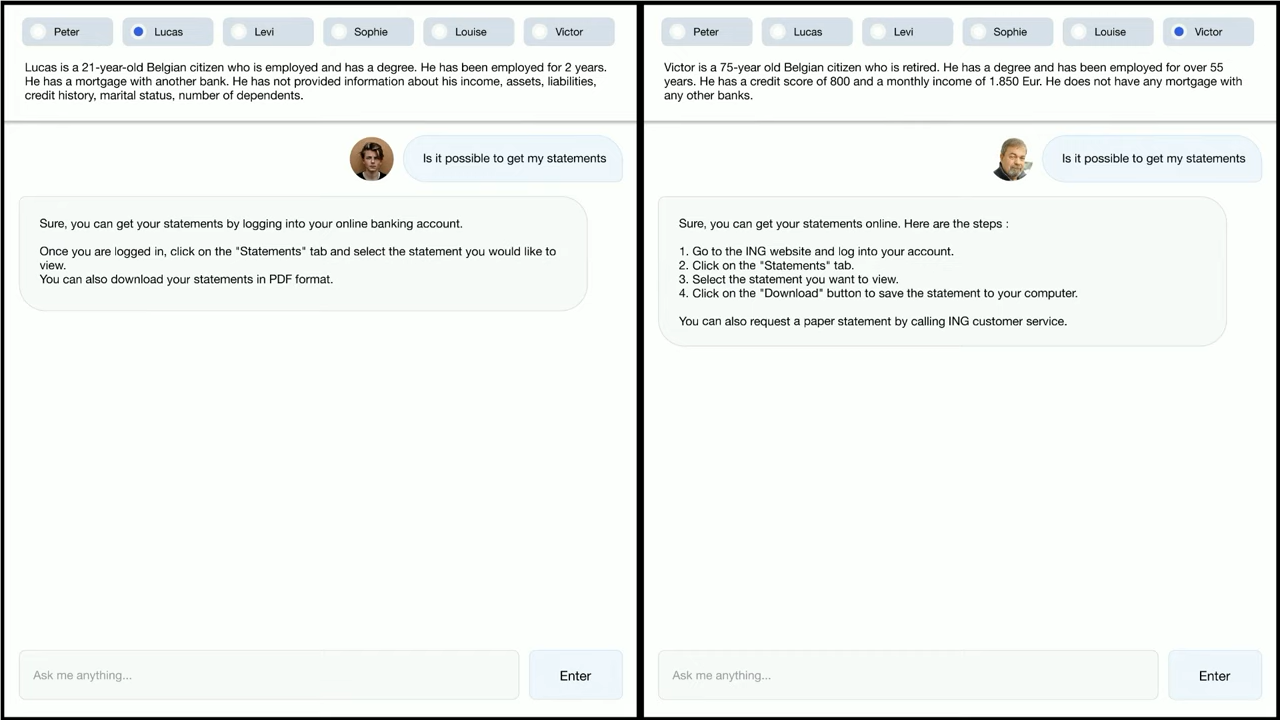 Peter
Lucas
Levi
Sophie
Louise
Victor
Lucas is a 21-year-old Belgian citizen who is employed and has a degree. He has been employed for 2 years.
He has a mortgage with another bank. He has not provided information about his income, assets, liabilities,
credit history, marital status, number of dependents.
Is it possible to get my statements
Sure, you can get your statements by logging into your online banking account.
Once you are logged in, click on the "Statements" tab and select the statement you would like to
view.
You can also download your statements in PDF format.
Ask me anything...
Enter
Peter
Lucas
Levi
Sophie
Louise
Victor
Victor is a 75-year old Belgian citizen who is retired. He has a degree and has been employed for over 55
years. He has a credit score of 800 and a monthly income of 1.850 Eur. He does not have any mortgage with
any other banks.
Is it possible to get my statements
Sure, you can get your statements online. Here are the steps :
1. Go to the ING website and log into your account.
2. Click on the "Statements" tab.
3. Select the statement you want to view.
4. Click on the "Download" button to save the statement to your computer.
You can also request a paper statement by calling ING customer service.
Ask me anything...
Enter